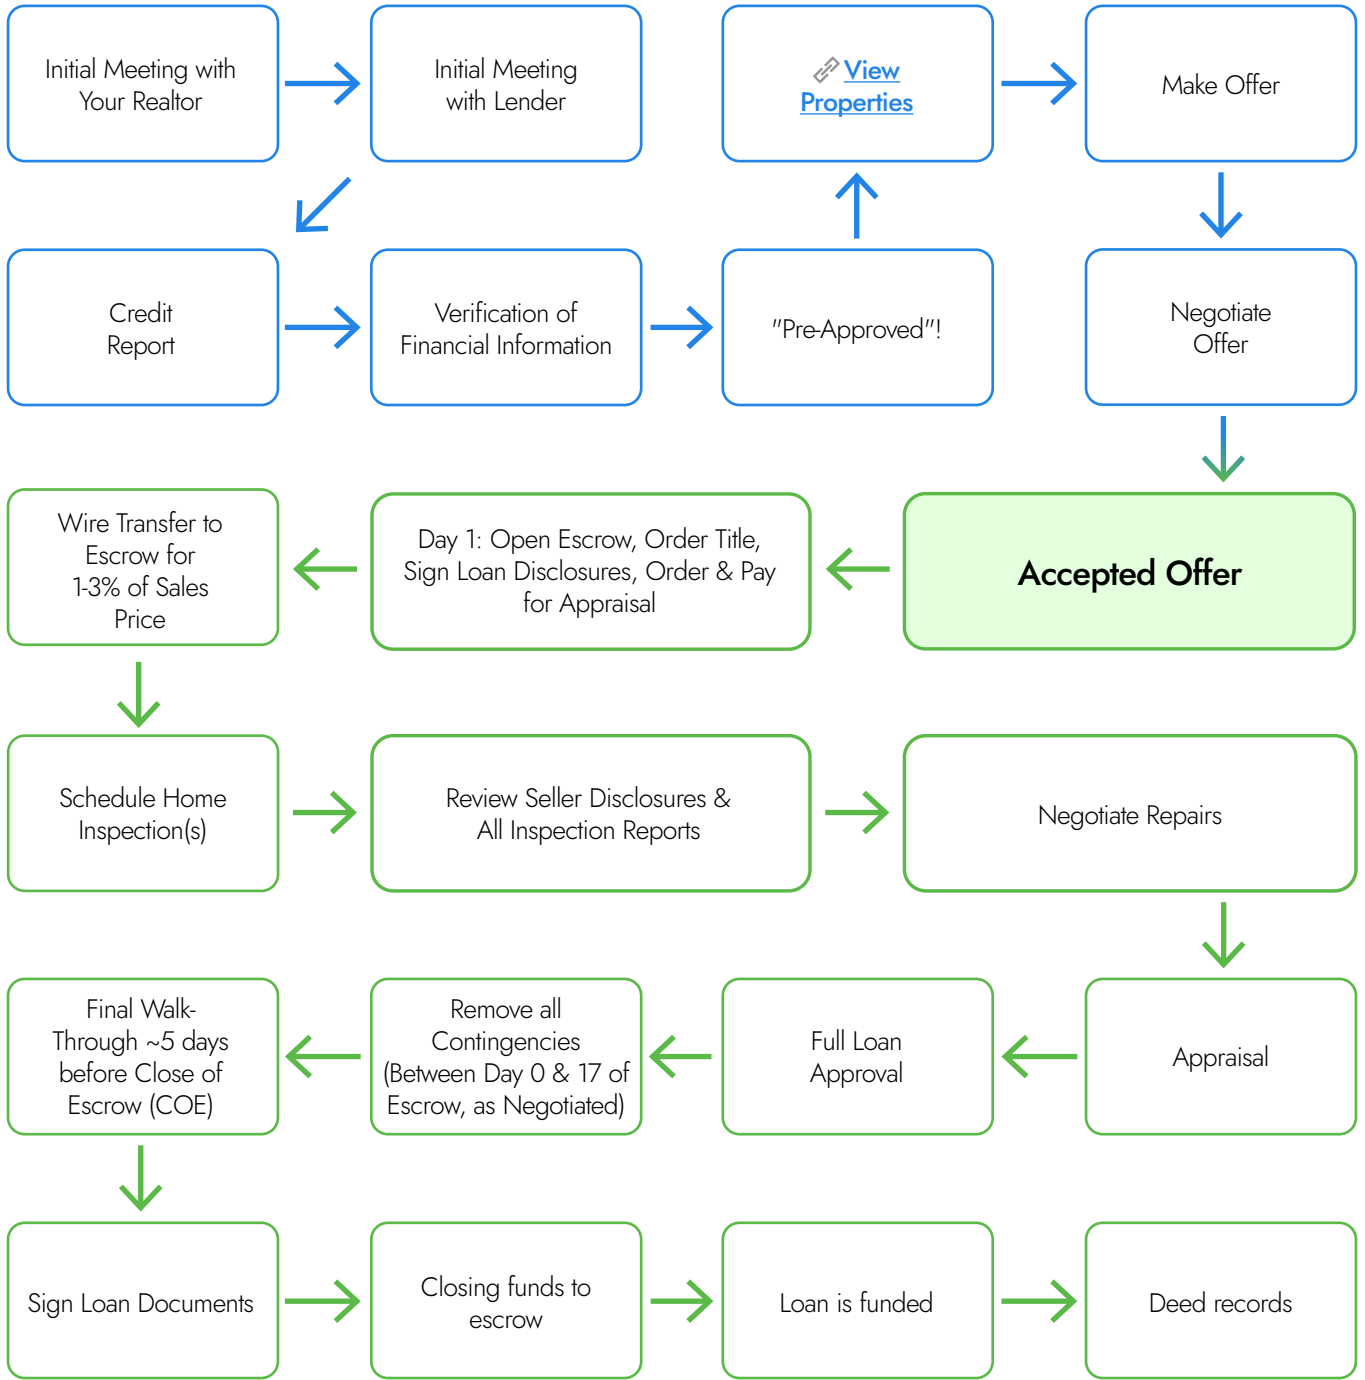 Initial Meeting with
Your Realtor
Initial Meeting
with Lender
View
Properties
Make Offer
Credit
Report
Verification of
Financial Information
"Pre-Approved"!
Negotiate
Offer
Wire Transfer to
Escrow for
1-3% of Sales
Price
Day 1: Open Escrow, Order Title,
Sign Loan Disclosures, Order & Pay
for Appraisal
Accepted Offer
Schedule Home
Inspection(s)
Review Seller Disclosures &
All Inspection Reports
Negotiate Repairs
Final Walk-
Through ~5 days
before Close of
Escrow (COE)
Remove all
Contingencies
(Between Day 0 & 17 of
Escrow, as Negotiated)
Full Loan
Approval
Appraisal
Sign Loan Documents
Closing funds to
escrow
Loan is funded
Deed records